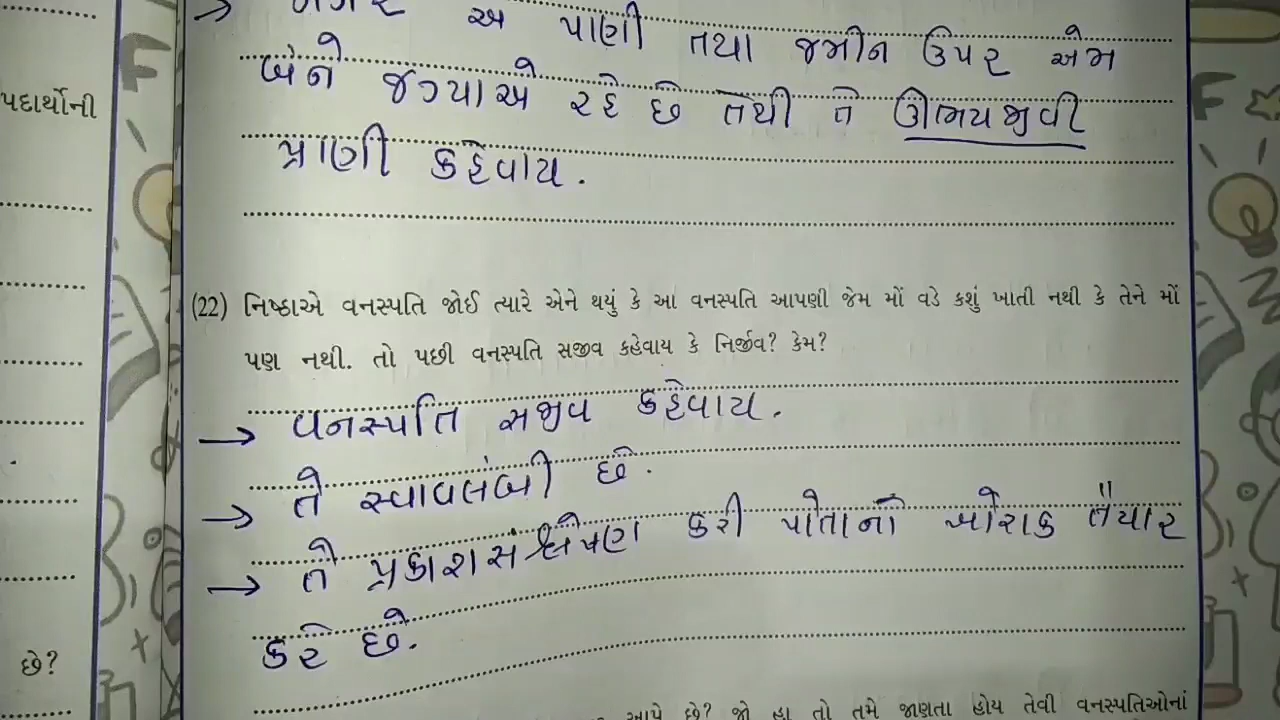 → મગર એ પાણી તથા જમીન ઉપર એમ
બંને જગ્યાએ રહે છે તેથી તે ઊભયજીવી
પ્રાણી કહેવાય.
પદાર્થોની
(22) નિષ્ઠાએ વનસ્પતિ જોઈ ત્યારે એને થયું કે આ વનસ્પતિ આપણી જેમ મોં વડે કશું ખાતી નથી કે તેને મોં
પણ નથી. તો પછી વનસ્પતિ સજીવ કહેવાય કે નિર્જીવ? કેમ?
→ વનસ્પતિ સજીવ કહેવાય.
→ તે સ્વાવલંબી છે.
→ તે પ્રકાશસંશ્લેષણ કરી પોતાનો ખોરાક તૈયાર
કરે છે.
છે?
આપે છે? જો હા તો તમે જાણતા હોય તેવી વનસ્પતિઓનાં